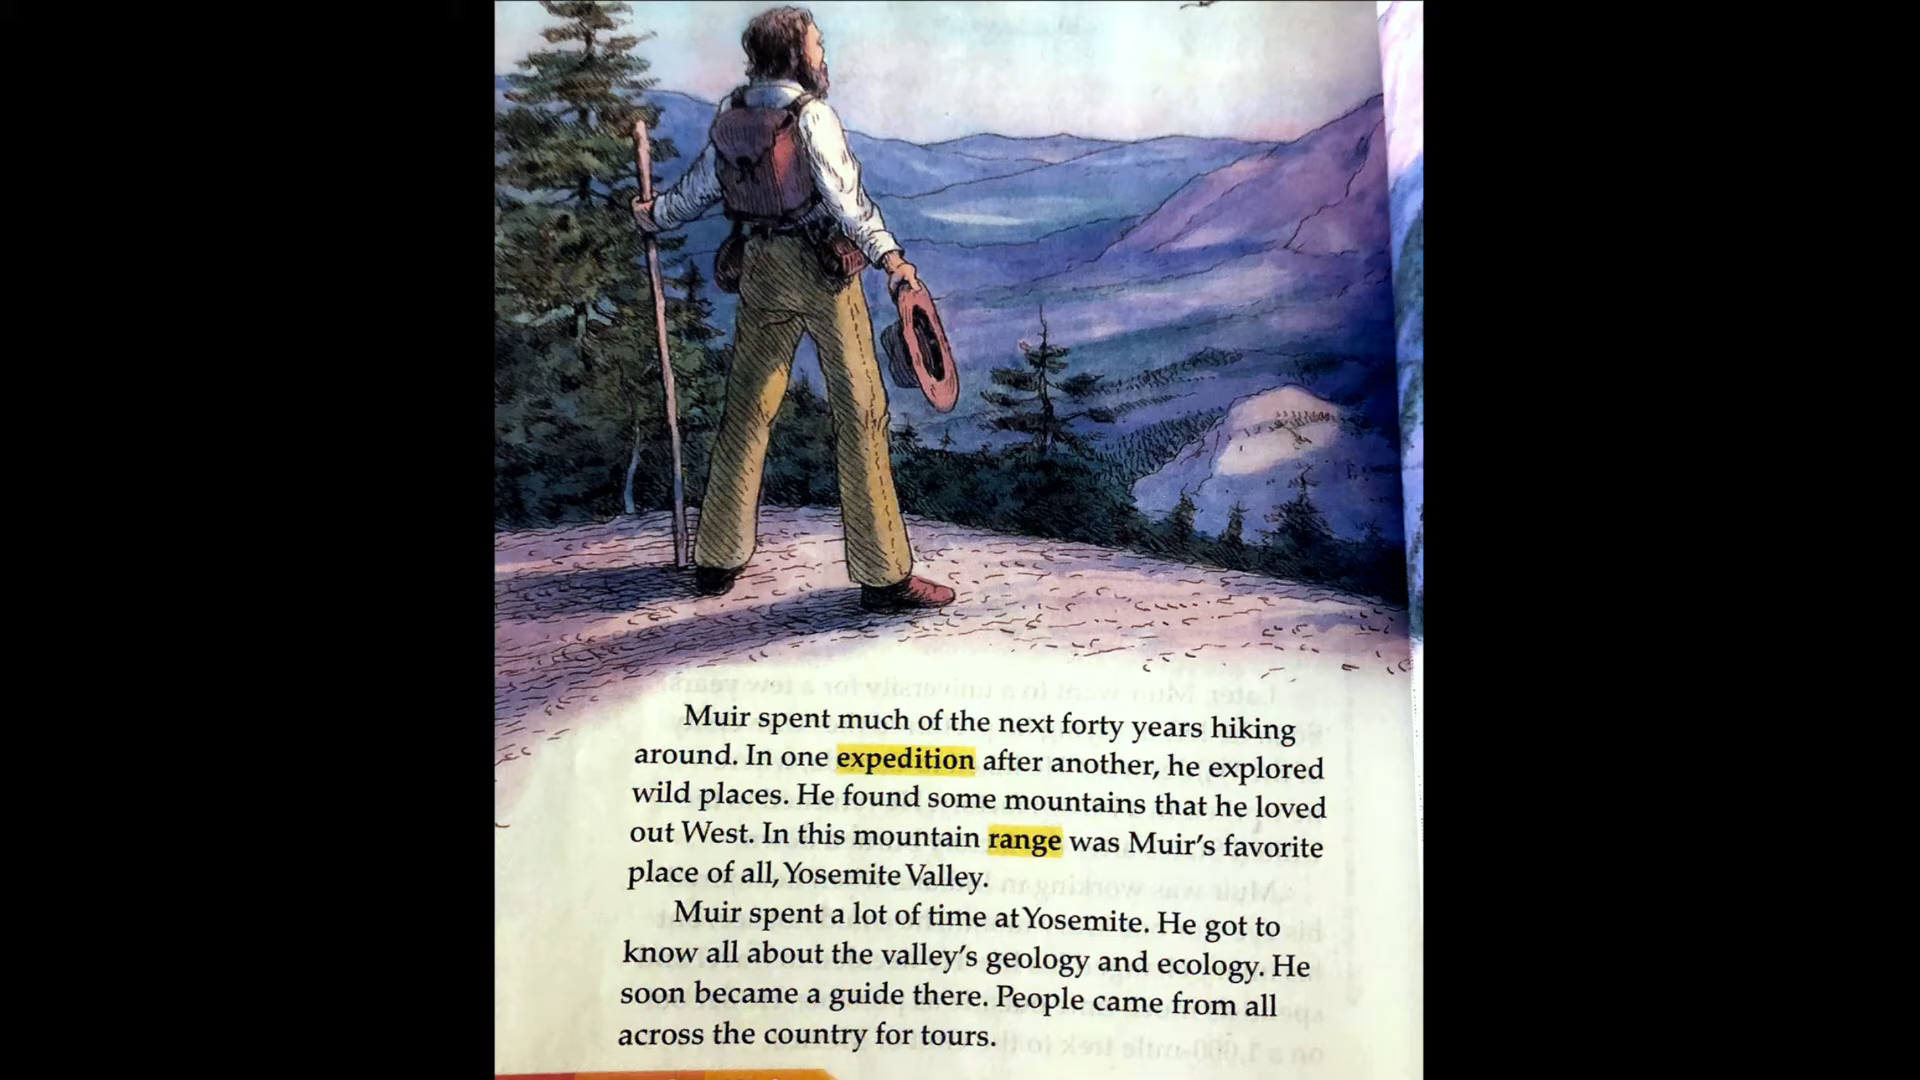 Muir spent much of the next forty years hiking
around. In one expedition after another, he explored
wild places. He found some mountains that he loved
out West. In this mountain range was Muir's favorite
place of all, Yosemite Valley.
Muir spent a lot of time at Yosemite. He got to
know all about the valley's geology and ecology. He
soon became a guide there. People came from all
across the country for tours.